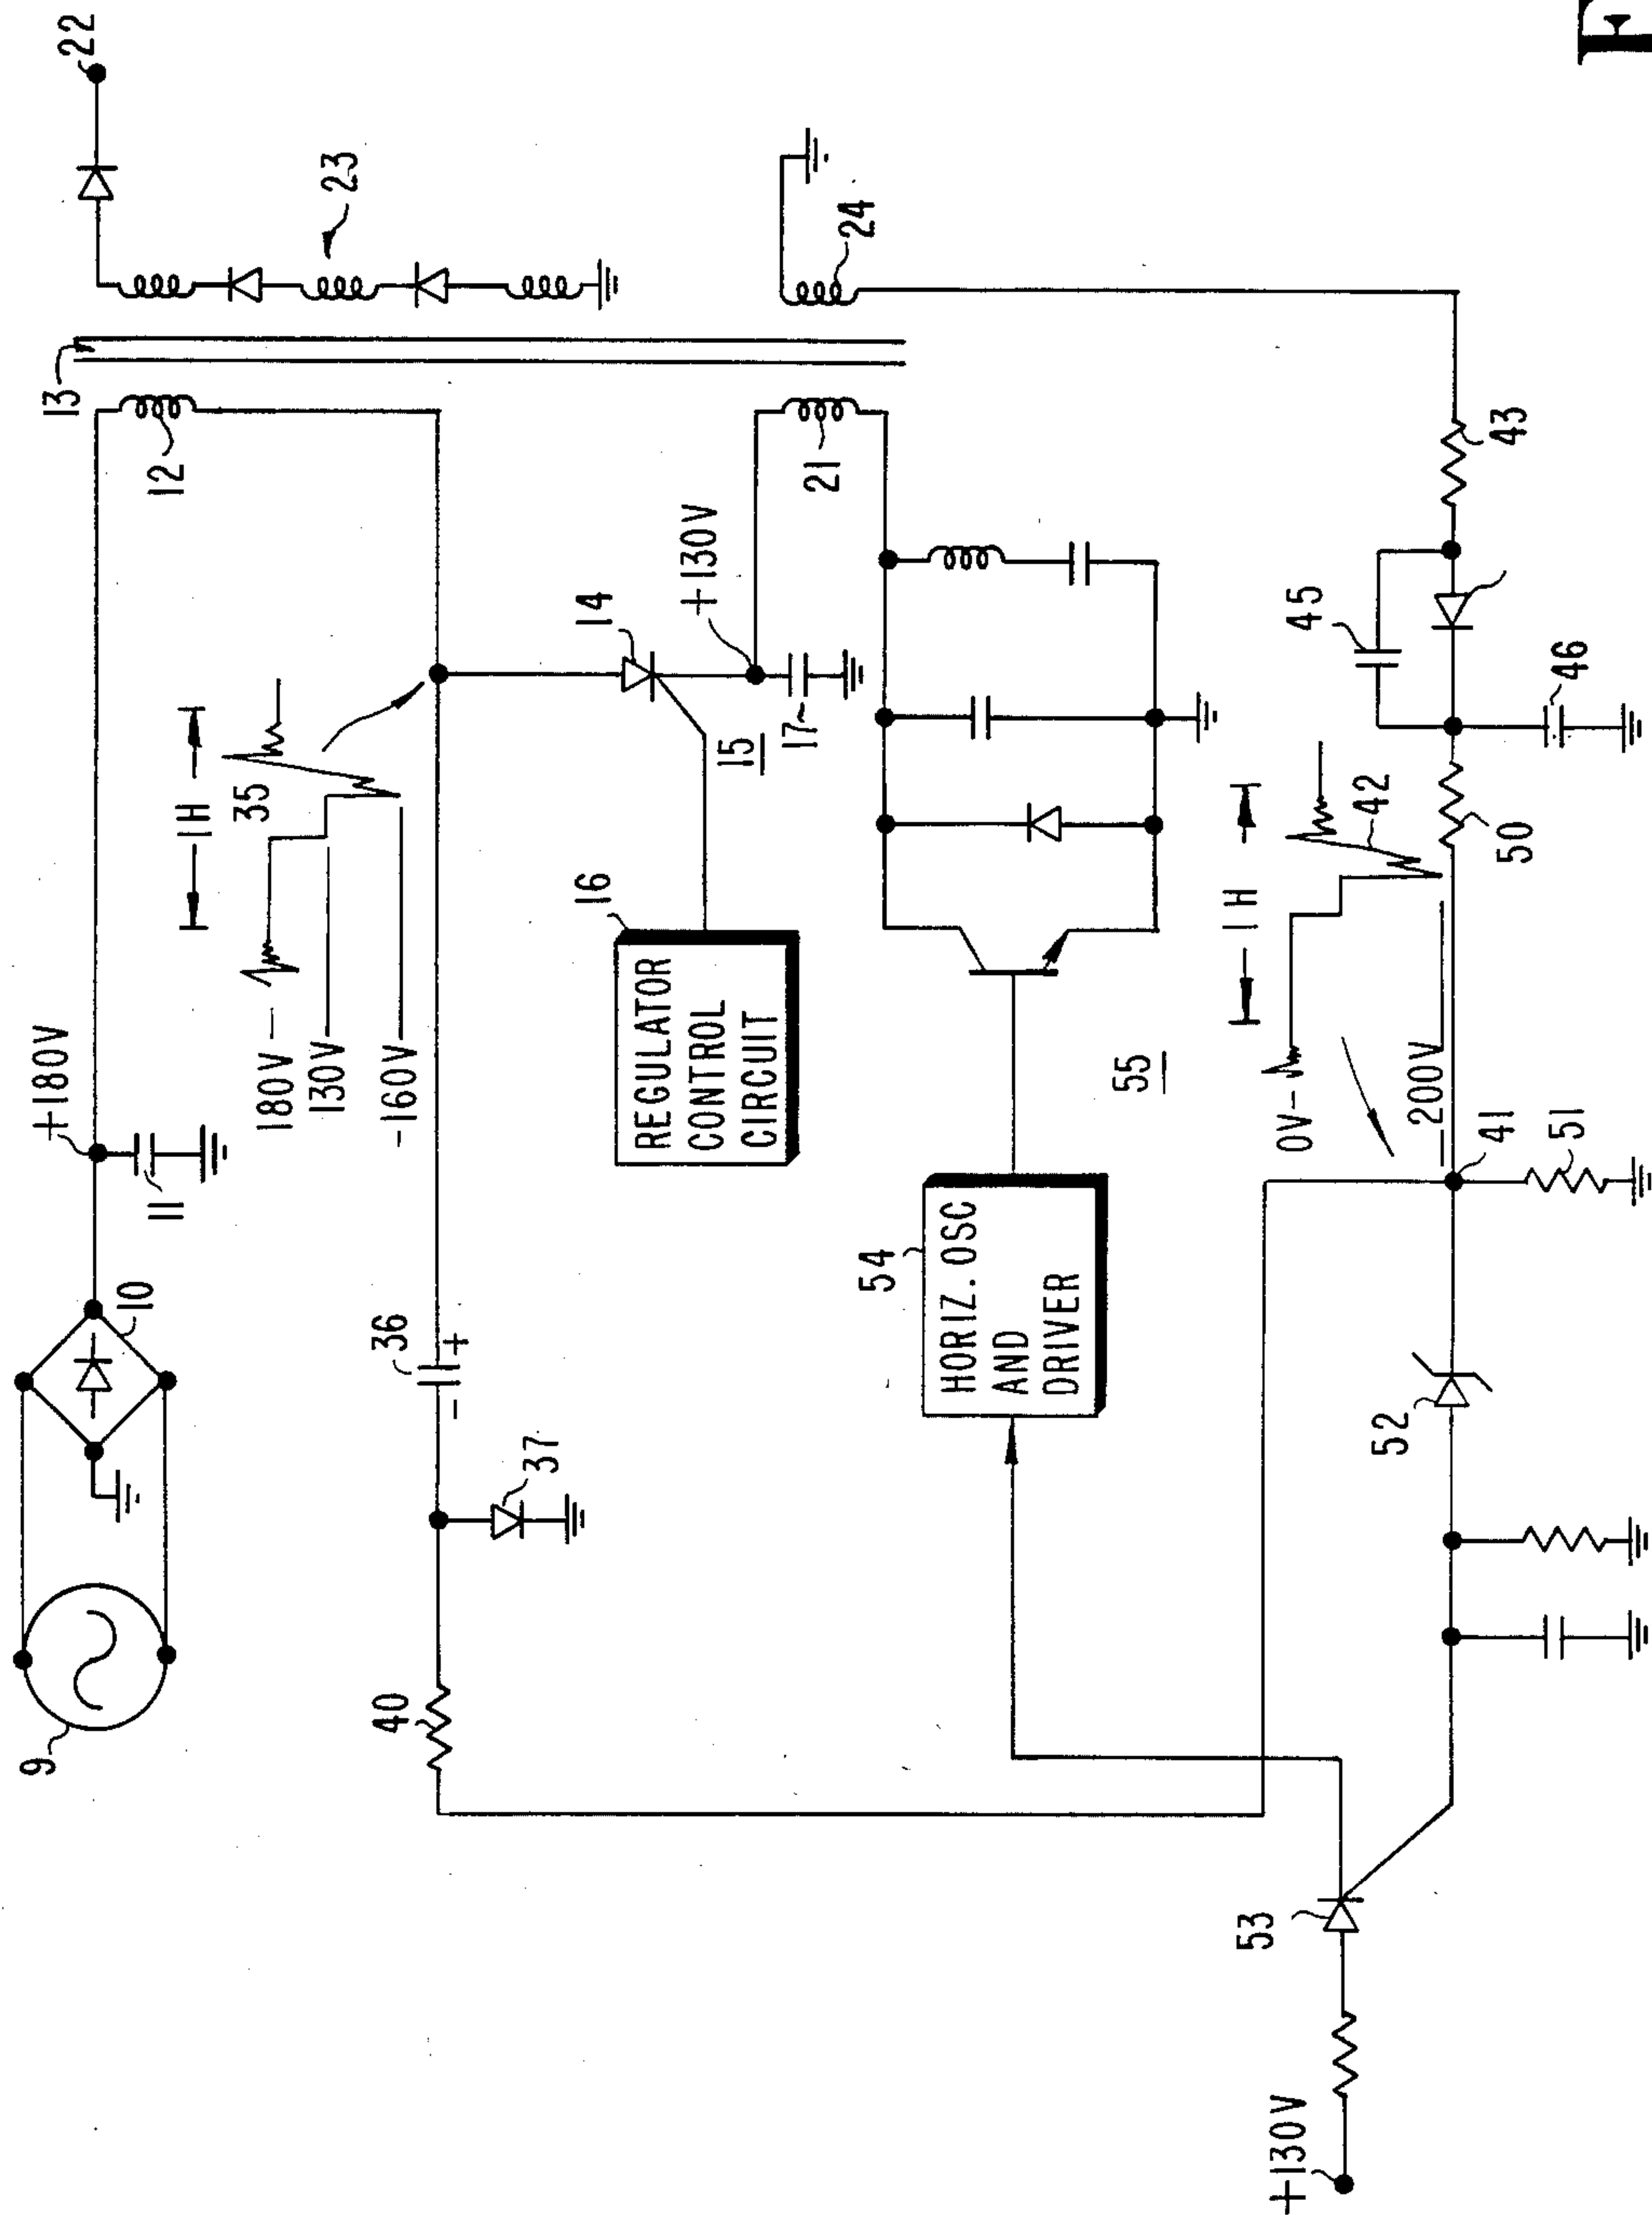 22
23
13
12
24
+180V
11
10
9
1H
35
180V
130V
-160V
36
- +
37
40
14
+130V
15
17
21
16
REGULATOR
CONTROL
CIRCUIT
54
HORIZ. OSC
AND
DRIVER
55
1H
42
0V
-200V
41
51
50
45
46
43
52
53
+130V
F